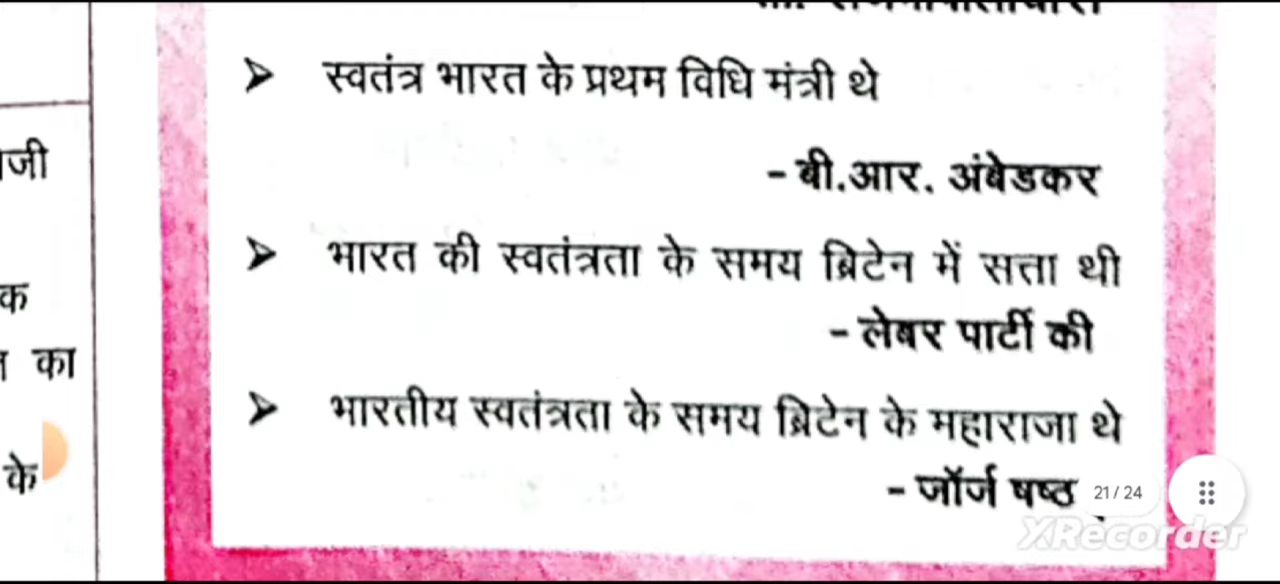 ➤ स्वतंत्र भारत के प्रथम विधि मंत्री थे
- बी.आर. अंबेडकर
➤ भारत की स्वतंत्रता के समय ब्रिटेन में सत्ता थी
- लेबर पार्टी की
➤ भारतीय स्वतंत्रता के समय ब्रिटेन के महाराजा थे
- जॉर्ज षष्ठ
का
के
21 / 24
XRecorder